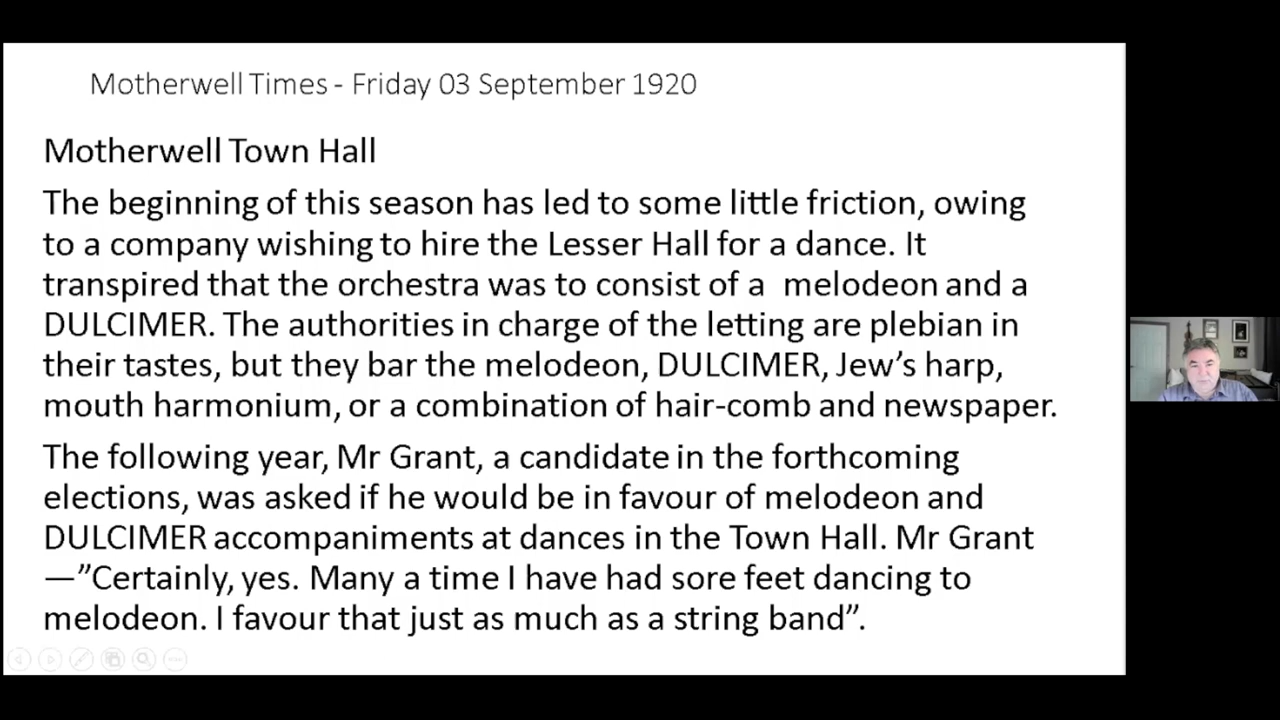 Motherwell Times - Friday 03 September 1920
Motherwell Town Hall
The beginning of this season has led to some little friction, owing
to a company wishing to hire the Lesser Hall for a dance. It
transpired that the orchestra was to consist of a  melodeon and a
DULCIMER. The authorities in charge of the letting are plebian in
their tastes, but they bar the melodeon, DULCIMER, Jew’s harp,
mouth harmonium, or a combination of hair-comb and newspaper.
The following year, Mr Grant, a candidate in the forthcoming
elections, was asked if he would be in favour of melodeon and
DULCIMER accompaniments at dances in the Town Hall. Mr Grant
—”Certainly, yes. Many a time I have had sore feet dancing to
melodeon. I favour that just as much as a string band”.